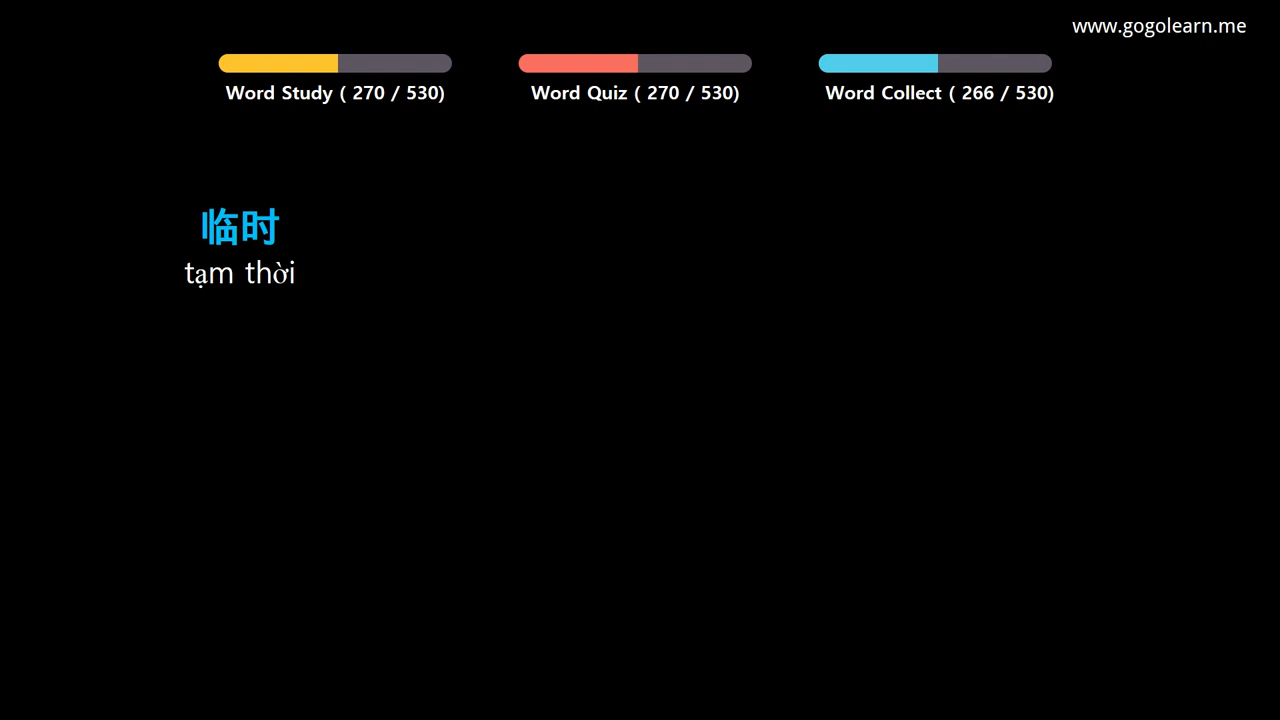 www.gogolearn.me
Word Study ( 270 / 530)
Word Quiz ( 270 / 530)
Word Collect ( 266 / 530)
临时
tạm thời